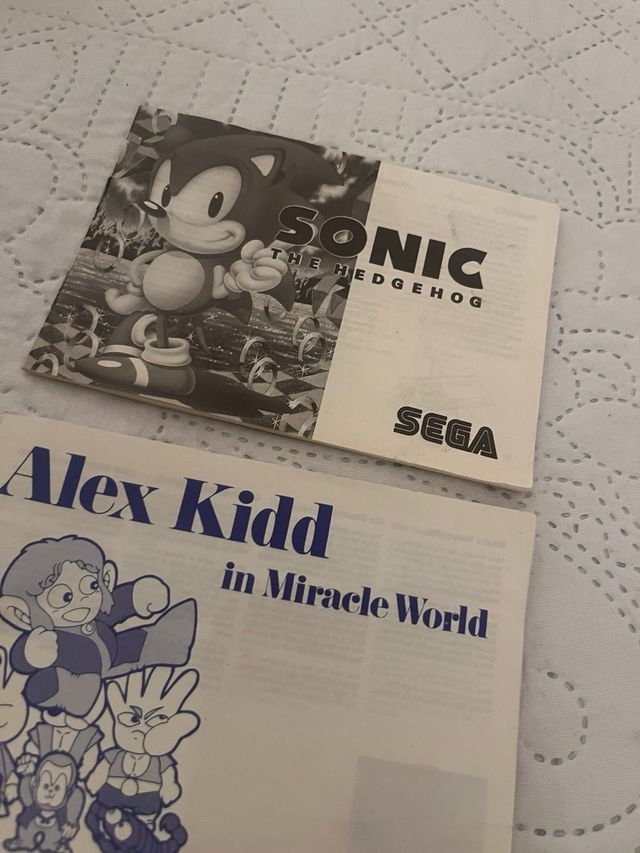 SONIC
THE HEDGEHOG
SEGA
Alex Kidd
in Miracle World